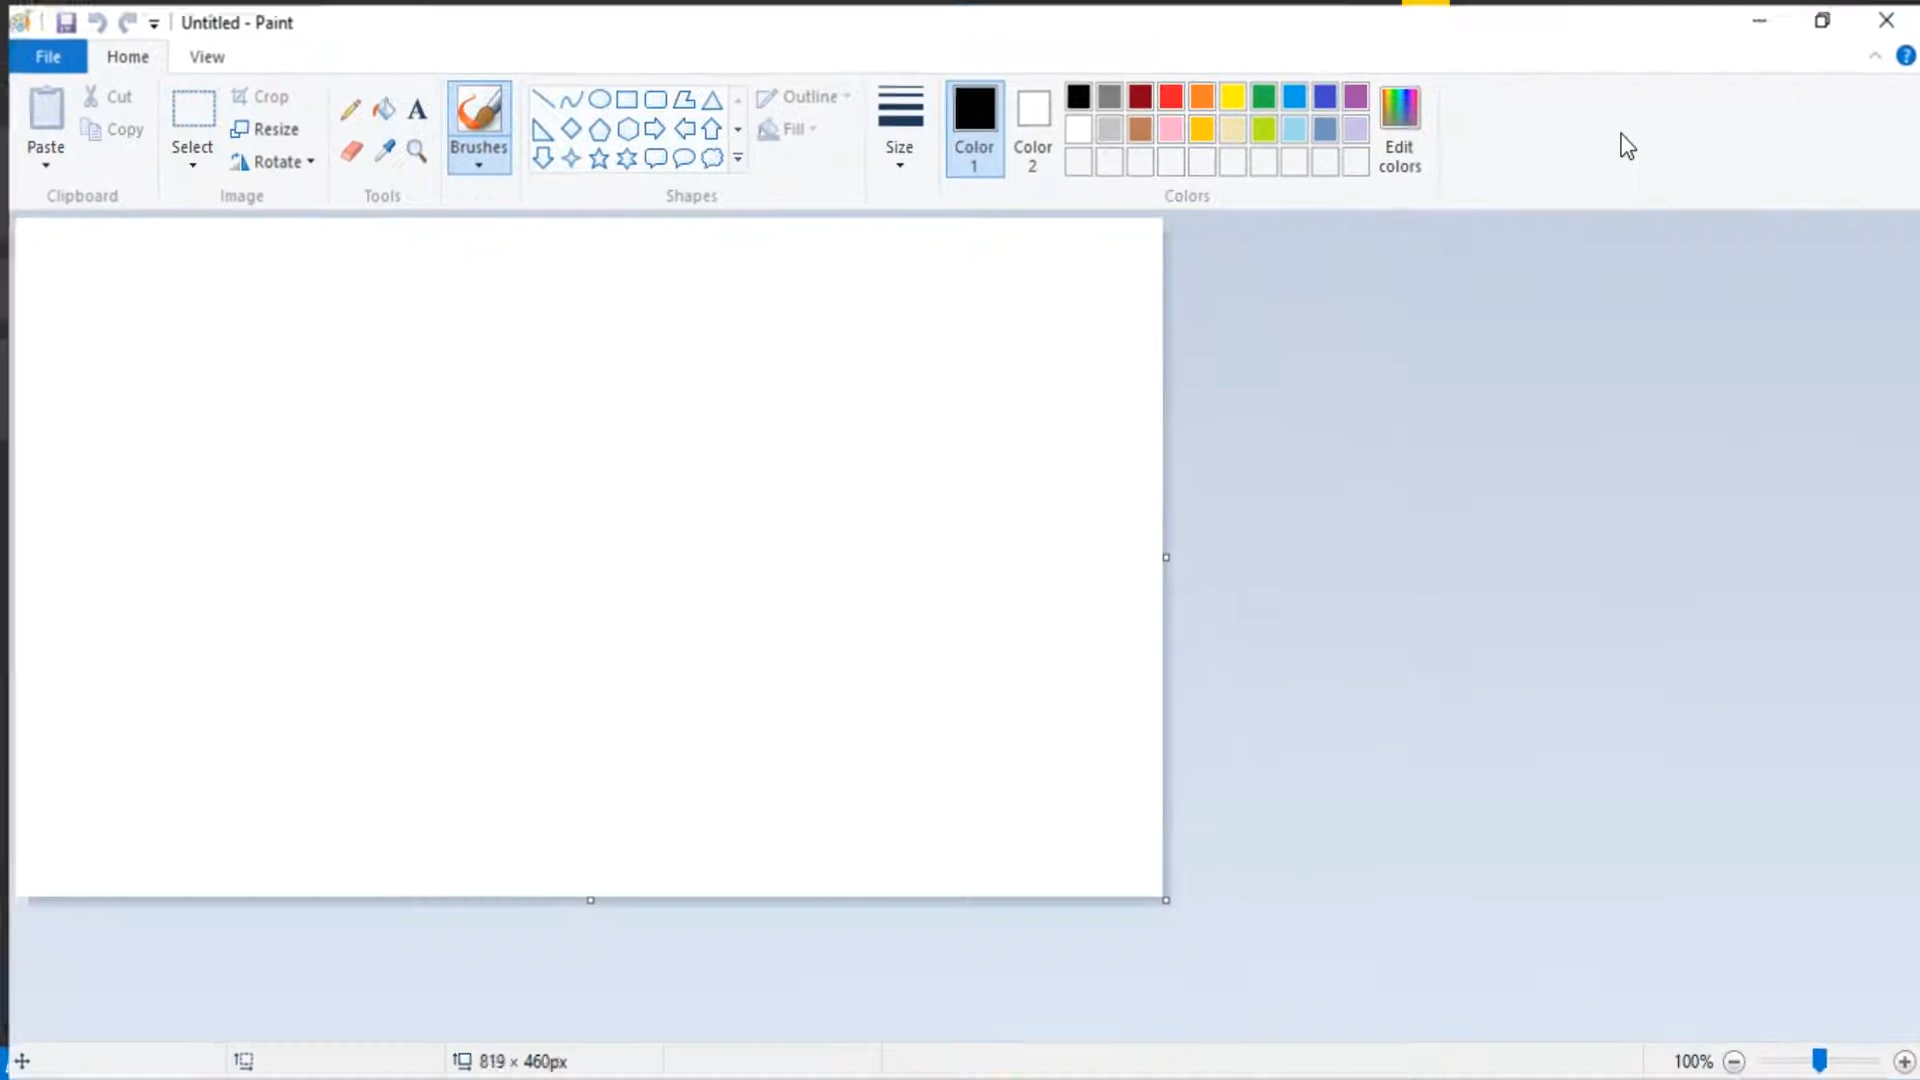 Untitled - Paint
File Home View
Paste
Cut
Copy
Clipboard
Select
Crop
Resize
Rotate
Image
A
Tools
Brushes
Outline
Fill
Shapes
Size
Color 1
Color 2
Edit colors
Colors
819 × 460px
100%